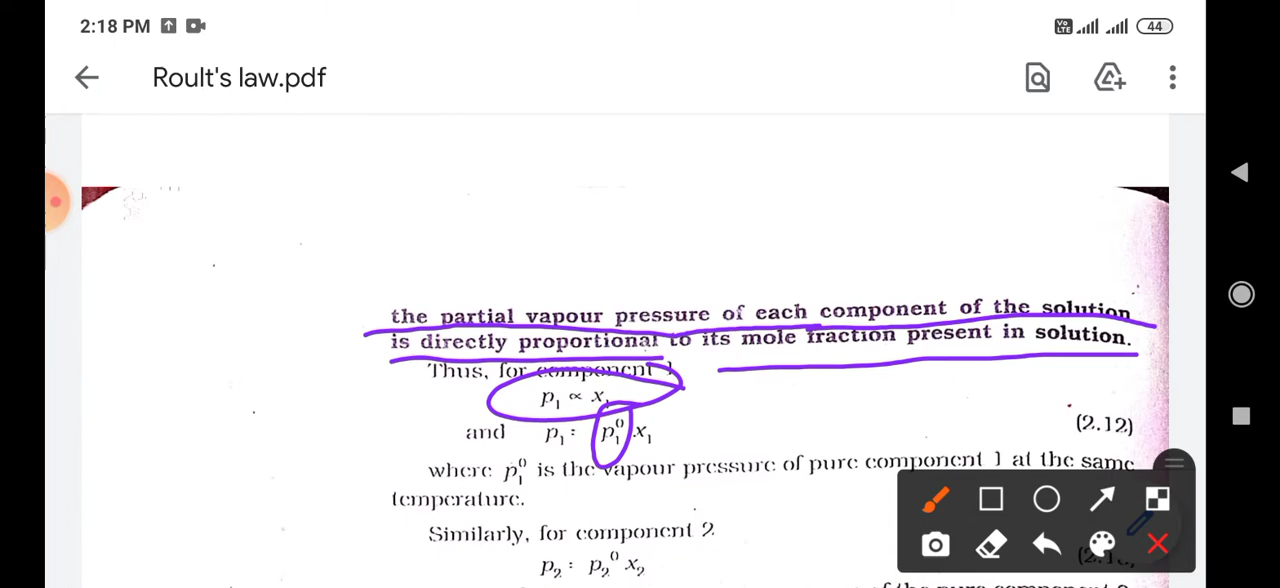 2:18 PM
Vo LTE
44
Roult's law.pdf
the partial vapour pressure of each component of the solution
is directly proportional to its mole fraction present in solution.
Thus, for component 1
p₁ ∝ x₁
and p₁ = p₁⁰ x₁ (2.12)
where p₁⁰ is the vapour pressure of pure component 1 at the same
temperature.
Similarly, for component 2
p₂ = p₂⁰ x₂